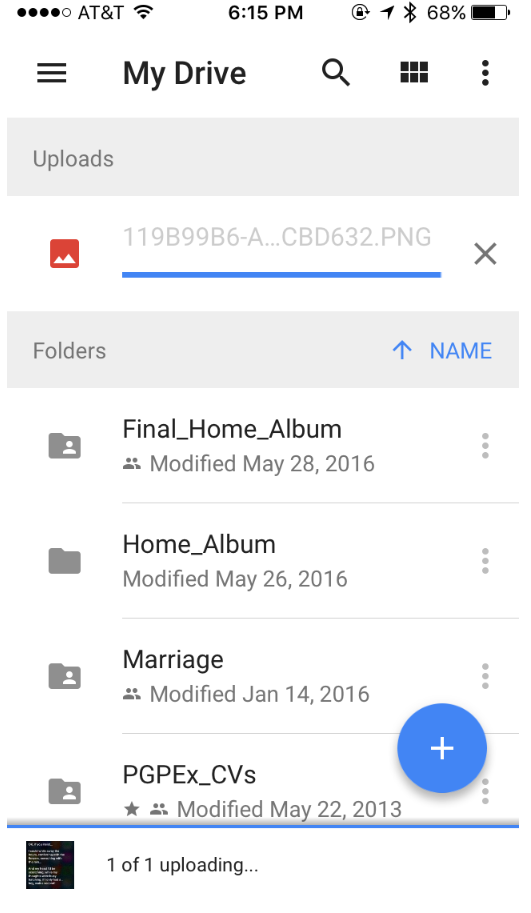 AT&T 6:15 PM 68%
My Drive
Uploads
119B99B6-A...CBD632.PNG
Folders NAME
Final_Home_Album
Modified May 28, 2016
Home_Album
Modified May 26, 2016
Marriage
Modified Jan 14, 2016
PGPEx_CVs
Modified May 22, 2013
1 of 1 uploading...